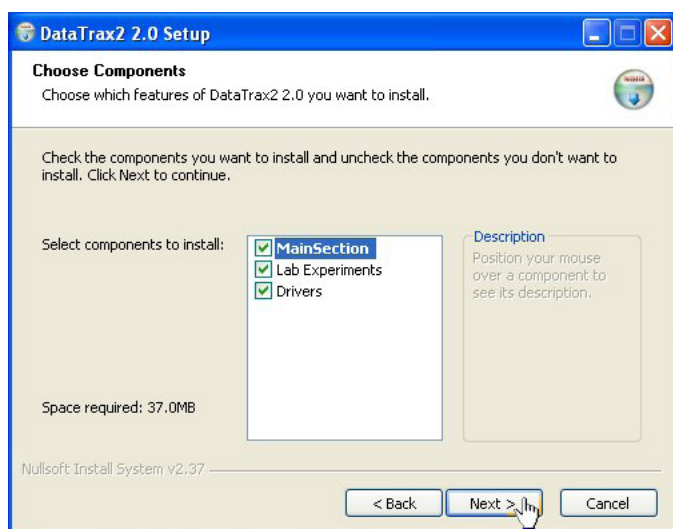 DataTrax2 2.0 Setup
Choose Components
Choose which features of DataTrax2 2.0 you want to install.
Check the components you want to install and uncheck the components you don't want to
install. Click Next to continue.
Select components to install:
MainSection
Lab Experiments
Drivers
Description
Position your mouse
over a component to
see its description.
Space required: 37.0MB
Nullsoft Install System v2.37
< Back
Next >
Cancel